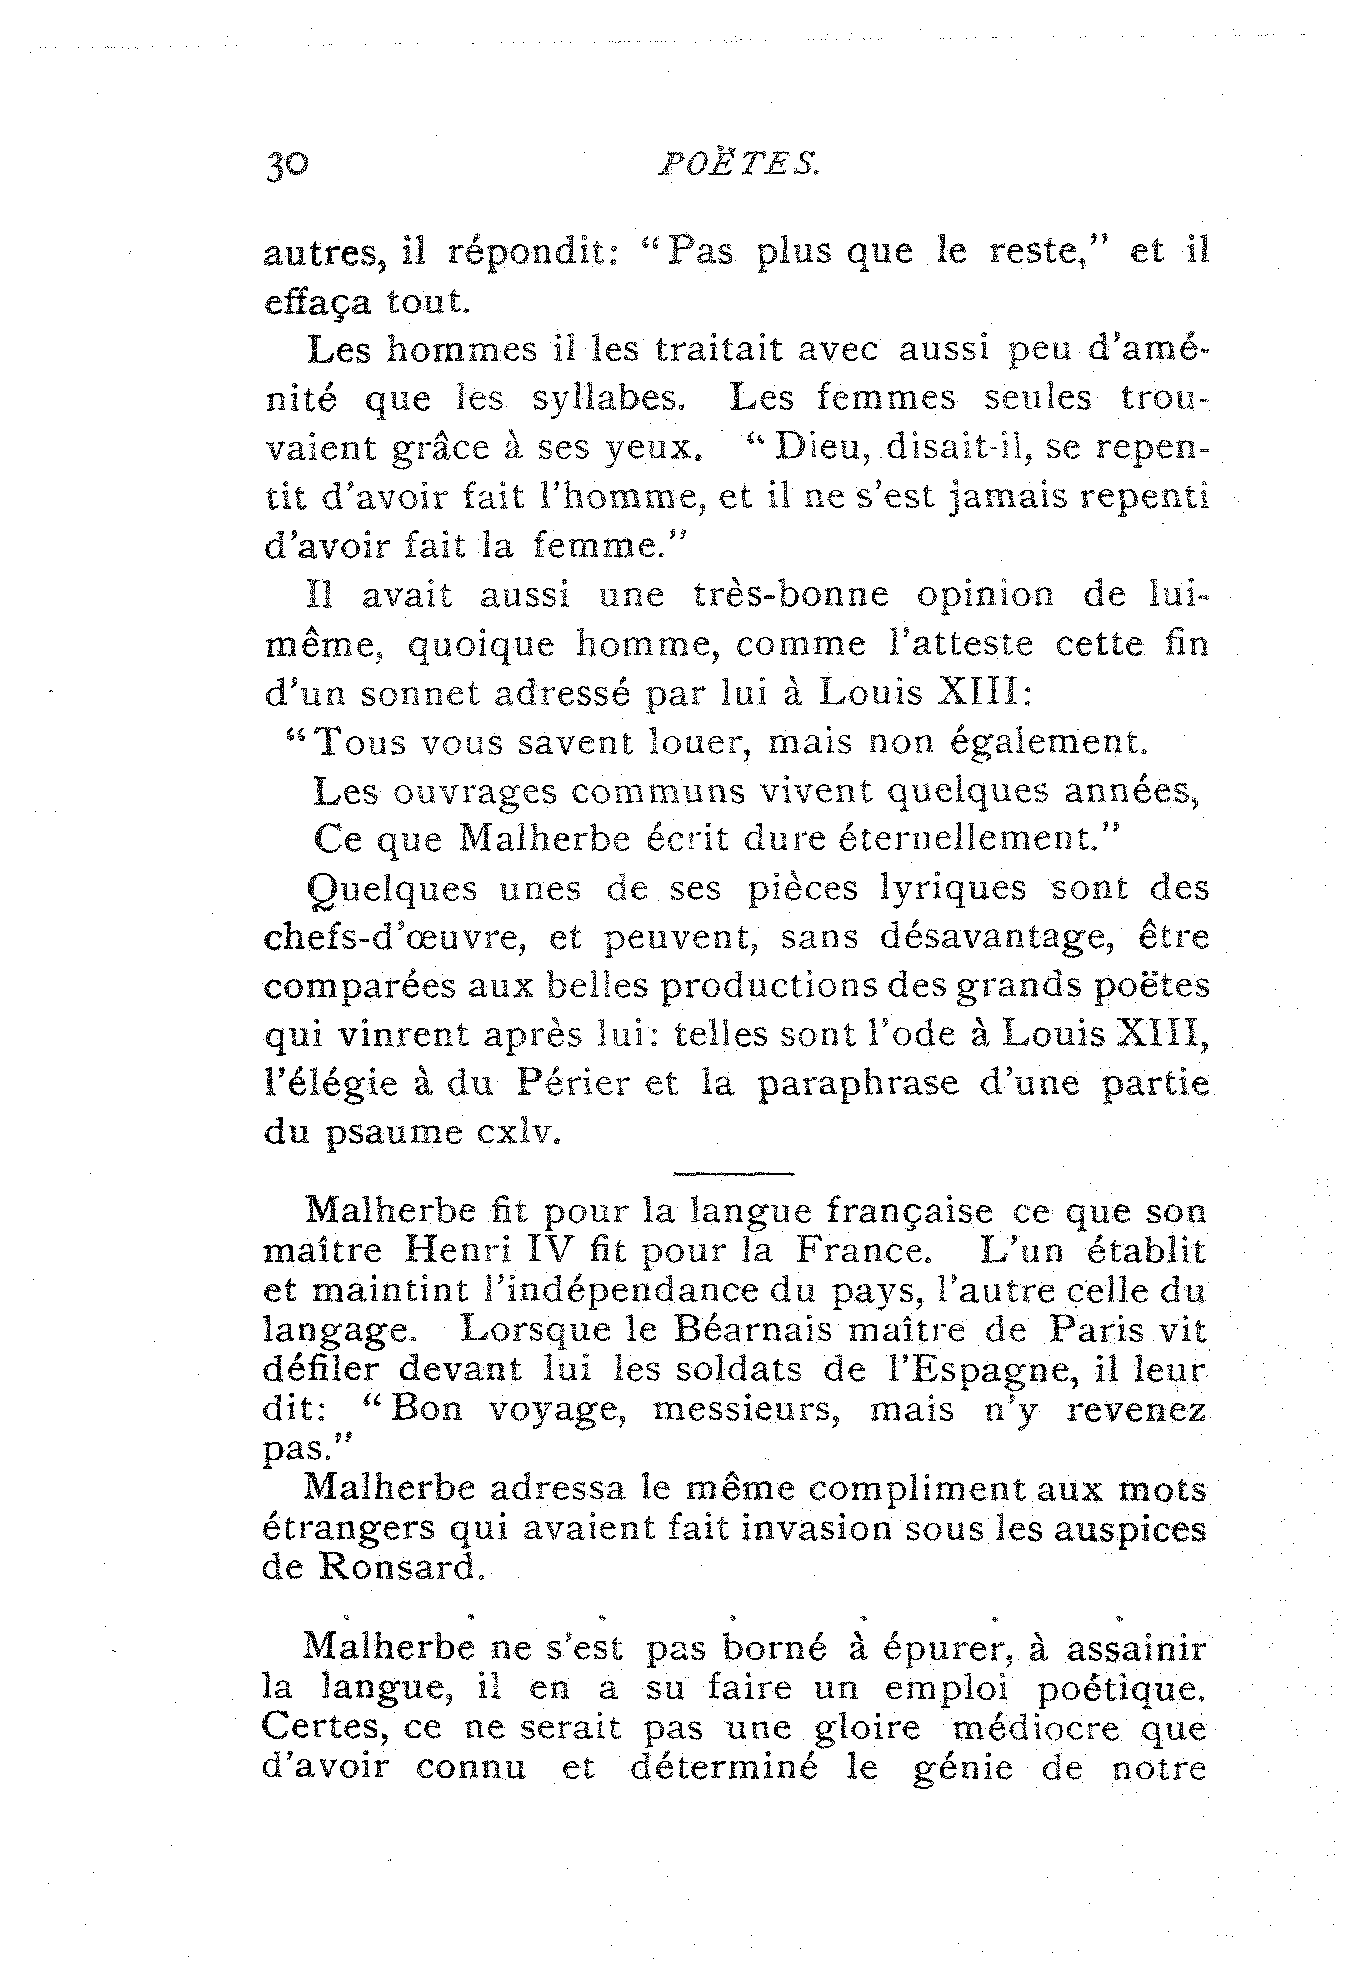 30 POËTES.
autres, il répondit: “Pas plus que le reste,” et il
effaça tout.
Les hommes il les traitait avec aussi peu d'amé-
nité que les syllabes. Les femmes seules trou-
vaient grâce à ses yeux. “Dieu, disait-il, se repen-
tit d'avoir fait l'homme, et il ne s'est jamais repenti
d'avoir fait la femme.”
Il avait aussi une très-bonne opinion de lui-
même, quoique homme, comme l'atteste cette fin
d'un sonnet adressé par lui à Louis XIII:
“Tous vous savent louer, mais non également.
Les ouvrages communs vivent quelques années,
Ce que Malherbe écrit dure éternellement.”
Quelques unes de ses pièces lyriques sont des
chefs-d'œuvre, et peuvent, sans désavantage, être
comparées aux belles productions des grands poëtes
qui vinrent après lui: telles sont l'ode à Louis XIII,
l'élégie à du Périer et la paraphrase d'une partie
du psaume cxlv.
Malherbe fit pour la langue française ce que son
maître Henri IV fit pour la France. L'un établit
et maintint l'indépendance du pays, l'autre celle du
langage. Lorsque le Béarnais maître de Paris vit
défiler devant lui les soldats de l'Espagne, il leur
dit: “Bon voyage, messieurs, mais n'y revenez
pas.”
Malherbe adressa le même compliment aux mots
étrangers qui avaient fait invasion sous les auspices
de Ronsard.
. . . . . . .
Malherbe ne s'est pas borné à épurer, à assainir
la langue, il en a su faire un emploi poétique.
Certes, ce ne serait pas une gloire médiocre que
d'avoir connu et déterminé le génie de notre